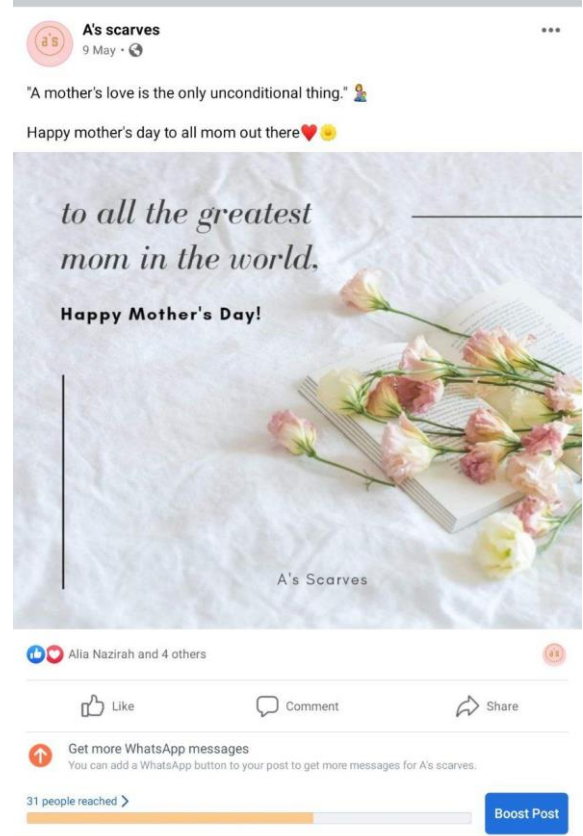 a's
A's scarves
9 May ·
"A mother's love is the only unconditional thing."
Happy mother's day to all mom out there
to all the greatest
mom in the world,
Happy Mother's Day!
A's Scarves
Alia Nazirah and 4 others
a's
Like Comment Share
Get more WhatsApp messages
You can add a WhatsApp button to your post to get more messages for A's scarves.
31 people reached
Boost Post